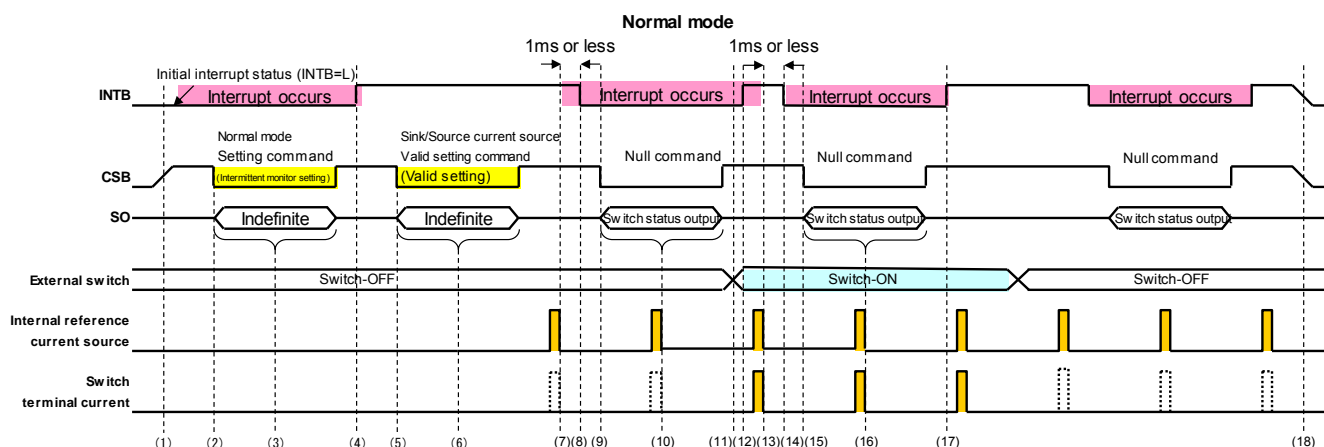 Normal mode
1ms or less
1ms or less
Initial interrupt status (INTB=L)
INTB
Interrupt occurs
Interrupt occurs
Interrupt occurs
Interrupt occurs
Normal mode
Setting command
(Intermittent monitor setting)
Sink/Source current source
Valid setting command
(Valid setting)
Null command
Null command
Null command
CSB
SO
Indefinite
Indefinite
Switch status output
Switch status output
Switch status output
External switch
Switch-OFF
Switch-ON
Switch-OFF
Internal reference
current source
Switch
terminal current
(1) (2) (3) (4) (5) (6) (7) (8) (9) (10) (11) (12) (13) (14) (15) (16) (17) (18)